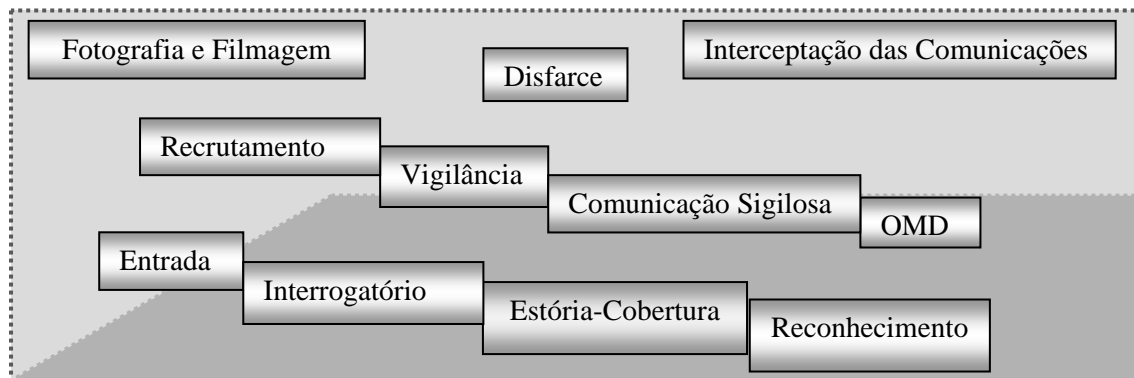 Fotografia e Filmagem
Disfarce
Interceptação das Comunicações
Recrutamento
Vigilância
Comunicação Sigilosa
OMD
Entrada
Interrogatório
Estória-Cobertura
Reconhecimento